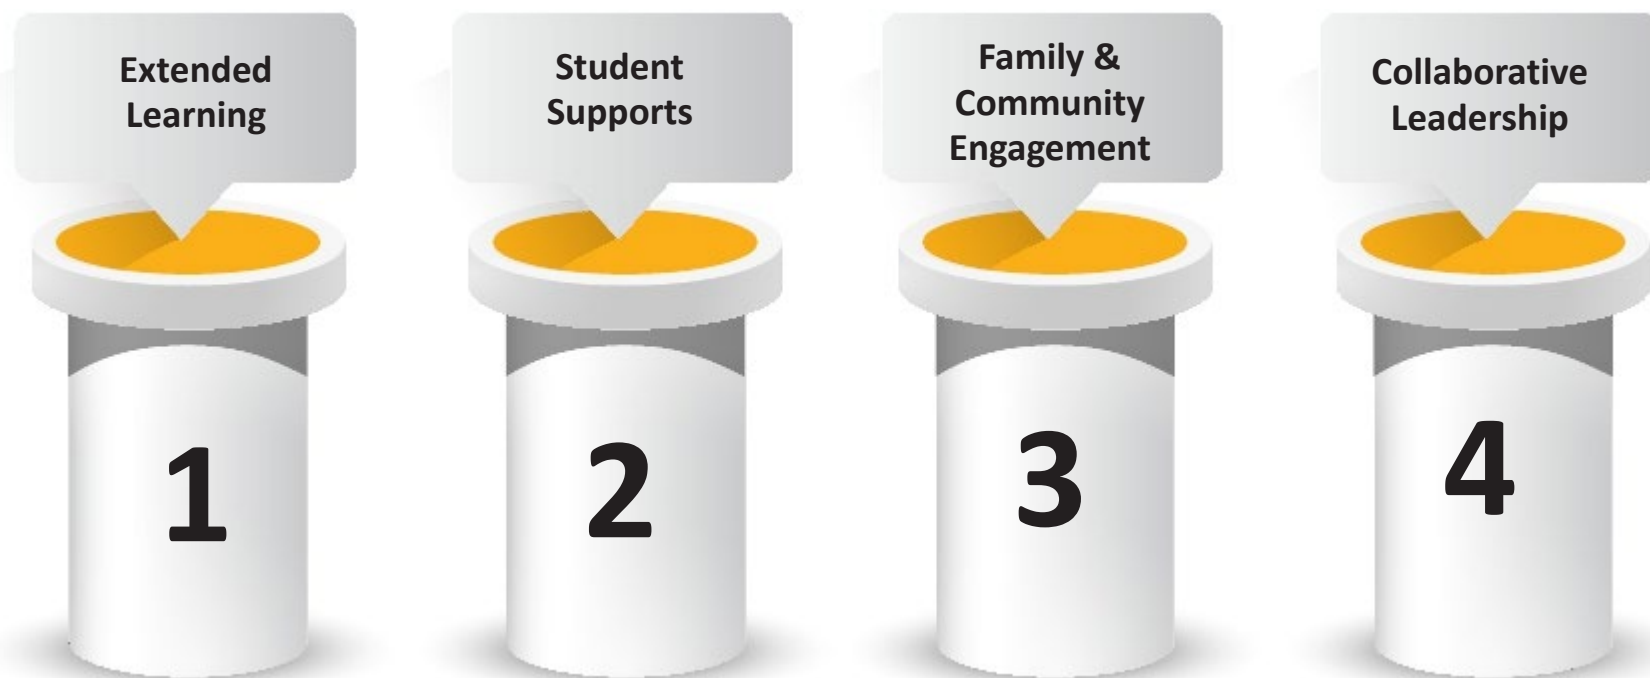 Extended
Learning
Student
Supports
Family &
Community
Engagement
Collaborative
Leadership
1
2
3
4